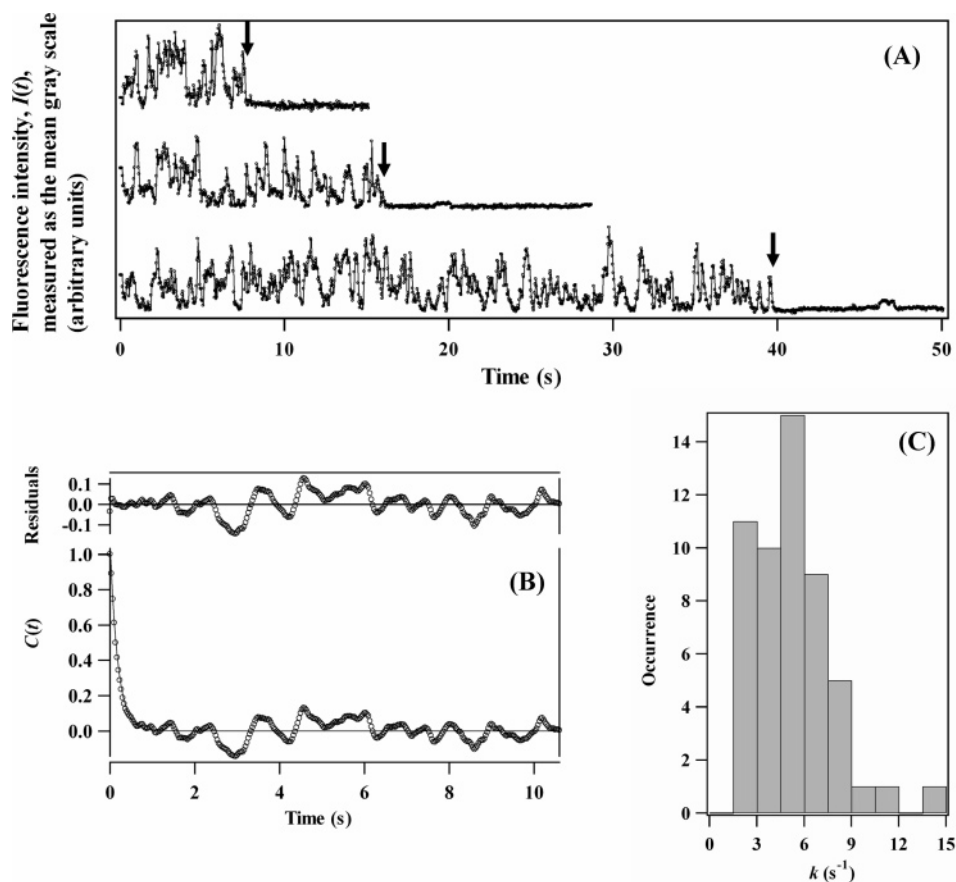 Fluorescence intensity, I(t),
measured as the mean gray scale
(arbitrary units)
(A)
0 10 20 30 40 50
Time (s)
Residuals
0.1
0.0
-0.1
C(t)
1.0
0.8
0.6
0.4
0.2
0.0
(B)
0 2 4 6 8 10
Time (s)
(C)
Occurrence
14
12
10
8
6
4
2
0
0 3 6 9 12 15
k (s⁻¹)